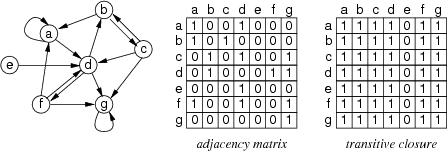 b
a
c
e
d
f
g
a b c d e f g
a 1 0 0 1 0 0 0
b 1 0 1 0 0 0 0
c 0 1 0 1 0 0 1
d 0 1 0 0 0 1 1
e 0 0 0 1 0 0 0
f 1 0 0 1 0 0 1
g 0 0 0 0 0 0 1
adjacency matrix
a b c d e f g
a 1 1 1 1 0 1 1
b 1 1 1 1 0 1 1
c 1 1 1 1 0 1 1
d 1 1 1 1 0 1 1
e 1 1 1 1 0 1 1
f 1 1 1 1 0 1 1
g 0 0 0 0 0 0 1
transitive closure